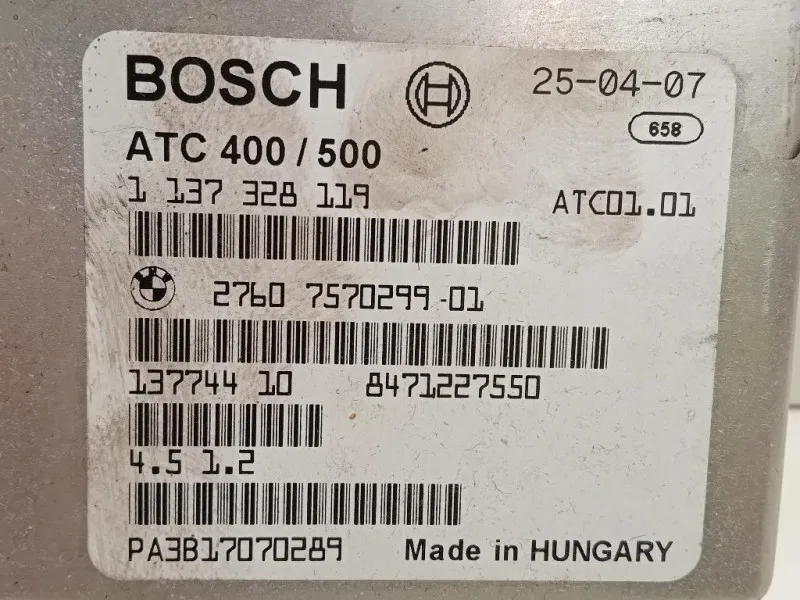 BOSCH 25-04-07
658
ATC 400 / 500
1 137 328 119 ATC01.01
2760 7570299-01
137744 10 8471227550
4.5 1.2
PA3B17070289 Made in HUNGARY